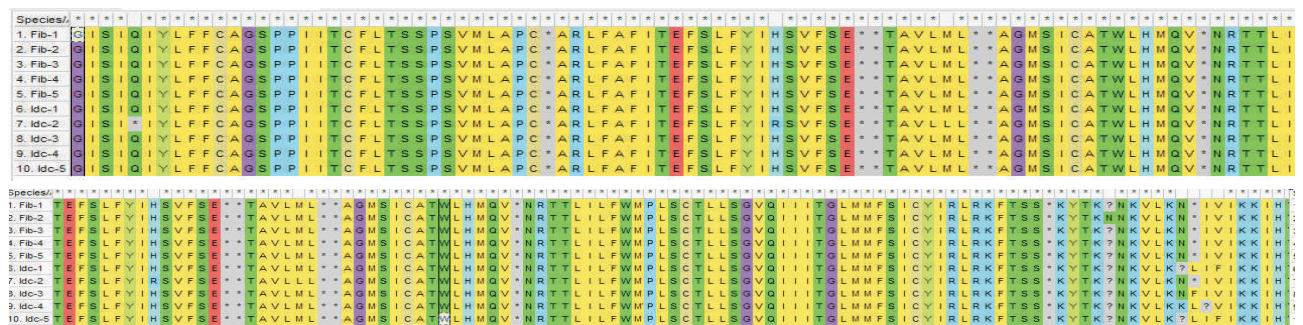 Species/A
1. Fib-1 G I S I Q I Y L F F C A G S P P I I T C F L T S S P S V M L A P C * A R L F A F I T E F S L F Y I H S V F S E * * T A V L M L * * A G M S I C A T W L H M Q V * N R T T L I
2. Fib-2 G I S I Q I Y L F F C A G S P P I I T C F L T S S P S V M L A P C * A R L F A F I T E F S L F Y I H S V F S E * * T A V L M L * * A G M S I C A T W L H M Q V * N R T T L I
3. Fib-3 G I S I Q I Y L F F C A G S P P I I T C F L T S S P S V M L A P C * A R L F A F I T E F S L F Y I H S V F S E * * T A V L M L * * A G M S I C A T W L H M Q V * N R T T L I
4. Fib-4 G I S I Q I Y L F F C A G S P P I I T C F L T S S P S V M L A P C * A R L F A F I T E F S L F Y I H S V F S E * * T A V L M L * * A G M S I C A T W L H M Q V * N R T T L I
5. Fib-5 G I S I Q I Y L F F C A G S P P I I T C F L T S S P S V M L A P C * A R L F A F I T E F S L F Y I H S V F S E * * T A V L M L * * A G M S I C A T W L H M Q V * N R T T L I
6. Idc-1 G I S I Q I Y L F F C A G S P P I I T C F L T S S P S V M L A P C * A R L F A F I T E F S L F Y I H S V F S E * * T A V L M L * * A G M S I C A T W L H M Q V * N R T T L I
7. Idc-2 G I S I * I Y L F F C A G S P P I I T C F L T S S P S V M L A P C * A R L F A F I T E F S L F Y I R S V F S E * * T A V L L L * * A G M S I C A T W L H M Q V * N R T T L I
8. Idc-3 G I S I Q I Y L F F C A G S P P I I T C F L T S S P S V M L A P C * A R L F A F I T E F S L F Y I H S V F S E * * T A V L M L * * A G M S I C A T W L H M Q V * N R T T L I
9. Idc-4 G I S I Q I Y L F F C A G S P P I I T C F L T S S P S V M L A P C * A R L F A F I T E F S L F Y I H S V F S E * * T A V L M L * * A G M S I C A T W L H M Q V * N R T T L I
10. Idc-5 G I S I Q I Y L F F C A G S P P I I T C F L T S S P S V M L A P C * A R L F A F I T E F S L F Y I H S V F S E * * T A V L M L * * A G M S I C A T W L H M Q V * N R T T L I
Species/A
1. Fib-1 T E F S L F Y I H S V F S E * * T A V L M L * * A G M S I C A T W L H M Q V * N R T T L I L F W M P L S C T L L S G V Q I I I I T G L M M F S I C Y I R L R K F T S S * K Y T K ? N K V L K N * I V I K K I H
2. Fib-2 T E F S L F Y I H S V F S E * * T A V L M L * * A G M S I C A T W L H M Q V * N R T T L I L F W M P L S C T L L S G V Q I I I I T G L M M F S I C Y I R L R K F T S S * K Y T K N N K V L K N * I V I K K I H
3. Fib-3 T E F S L F Y I H S V F S E * * T A V L M L * * A G M S I C A T W L H M Q V * N R T T L I L F W M P L S C T L L S G V Q I I I I T G L M M F S I C Y I R L R K F T S S * K Y T K ? N K V L K N * I V I K K I H
4. Fib-4 T E F S L F Y I H S V F S E * * T A V L M L * * A G M S I C A T W L H M Q V * N R T T L I L F W M P L S C T L L S G V Q I I I I T G L M M F S I C Y I R L R K F T S S * K Y T K ? N K V L K N * I V I K K I H
5. Fib-5 T E F S L F Y I H S V F S E * * T A V L M L * * A G M S I C A T W L H M Q V * N R T T L I L F W M P L S C T L L S G V Q I I I I T G L M M F S I C Y I R L R K F T S S * K Y T K ? N K V L K N * I V I K K I H
6. Idc-1 T E F S L F Y I H S V F S E * * T A V L M L * * A G M S I C A T W L H M Q V * N R T T L I L F W M P L S C T L L S G V Q I I I I T G L M M F S I C Y I R L R K F T S S * K Y T K ? N K V L K ? L I F I K K I H
7. Idc-2 T E F S L F Y I R S V F S E * * T A V L L L * * A G M S I C A T W L H M Q V * N R T T L I L F W M P L S C T L L S G V Q I I I I T G L M M F S I C Y I R L R K F T S S * K Y T K ? N K V L K N * I V I K K I H
8. Idc-3 T E F S L F Y I H S V F S E * * T A V L M L * * A G M S I C A T W L H M Q V * N R T T L I L F W M P L S C T L L S G V Q I I I I T G L M M F S I C Y I R L R K F T S S * K Y T K ? N K V L K N F I V I K K I H
9. Idc-4 T E F S L F Y I H S V F S E * * T A V L M L * * A G M S I C A T W L H M Q V * N R T T L I L F W M P L S C T L L S G V Q I I I I T G L M M F S I C Y I R L R K F T S S * K Y T K ? N K V L K K L ? V I K K I H
10. Idc-5 T E F S L F Y I H S V F S E * * T A V L M L * * A G M S I C A T W L H M Q V * N R T T L I L F W M P L S C T L L S G V Q I I I I T G L M M F S I C Y I R L R K F T S S * K Y T K ? N K V L K ? L I F I K K I H